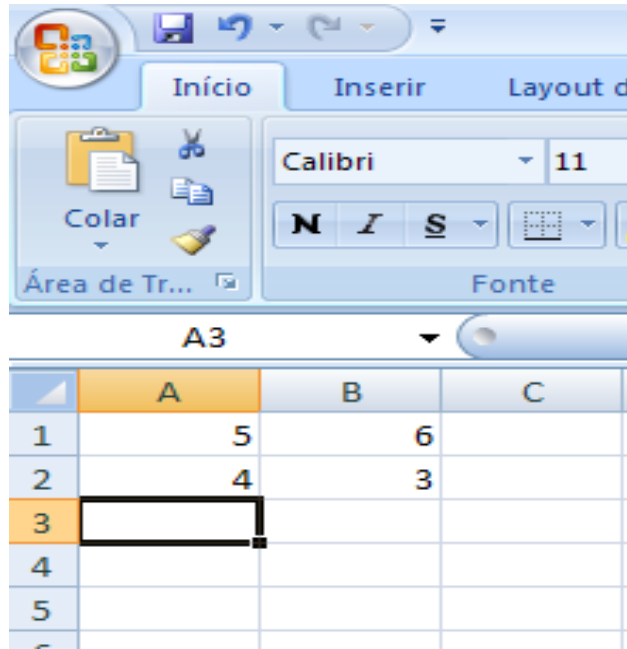 Início Inserir Layout d
Calibri 11
Colar N I S
Área de Tr... Fonte
A3
A B C
1 5 6
2 4 3
3
4
5